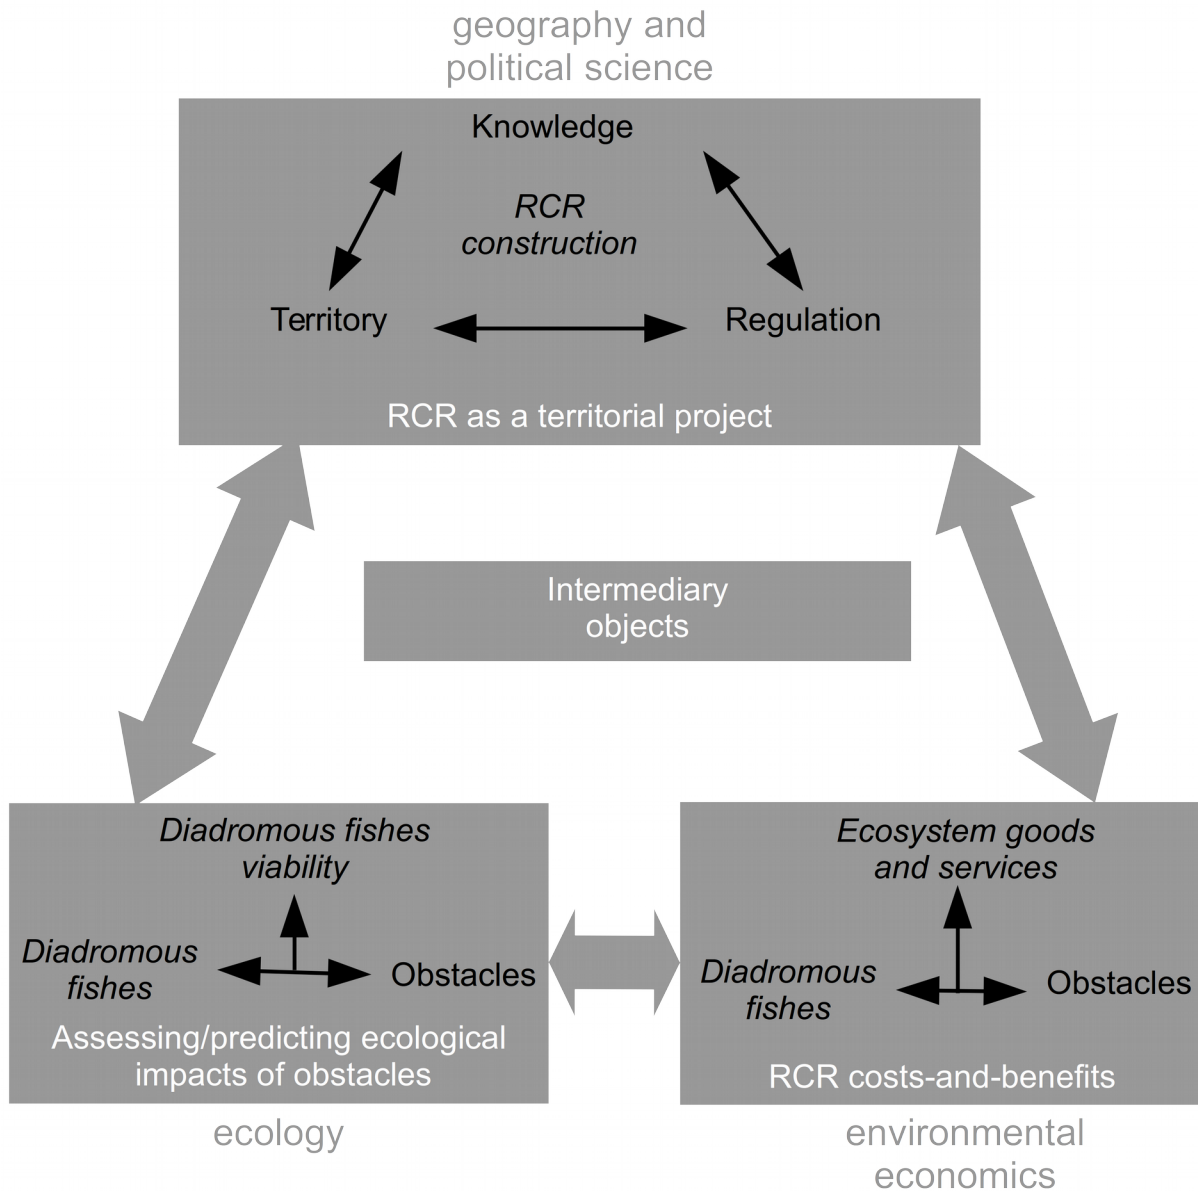 geography and
political science
Knowledge
RCR
construction
Territory
Regulation
RCR as a territorial project
Intermediary
objects
Diadromous fishes
viability
Diadromous
fishes
Obstacles
Assessing/predicting ecological
impacts of obstacles
ecology
Ecosystem goods
and services
Diadromous
fishes
Obstacles
RCR costs-and-benefits
environmental
economics